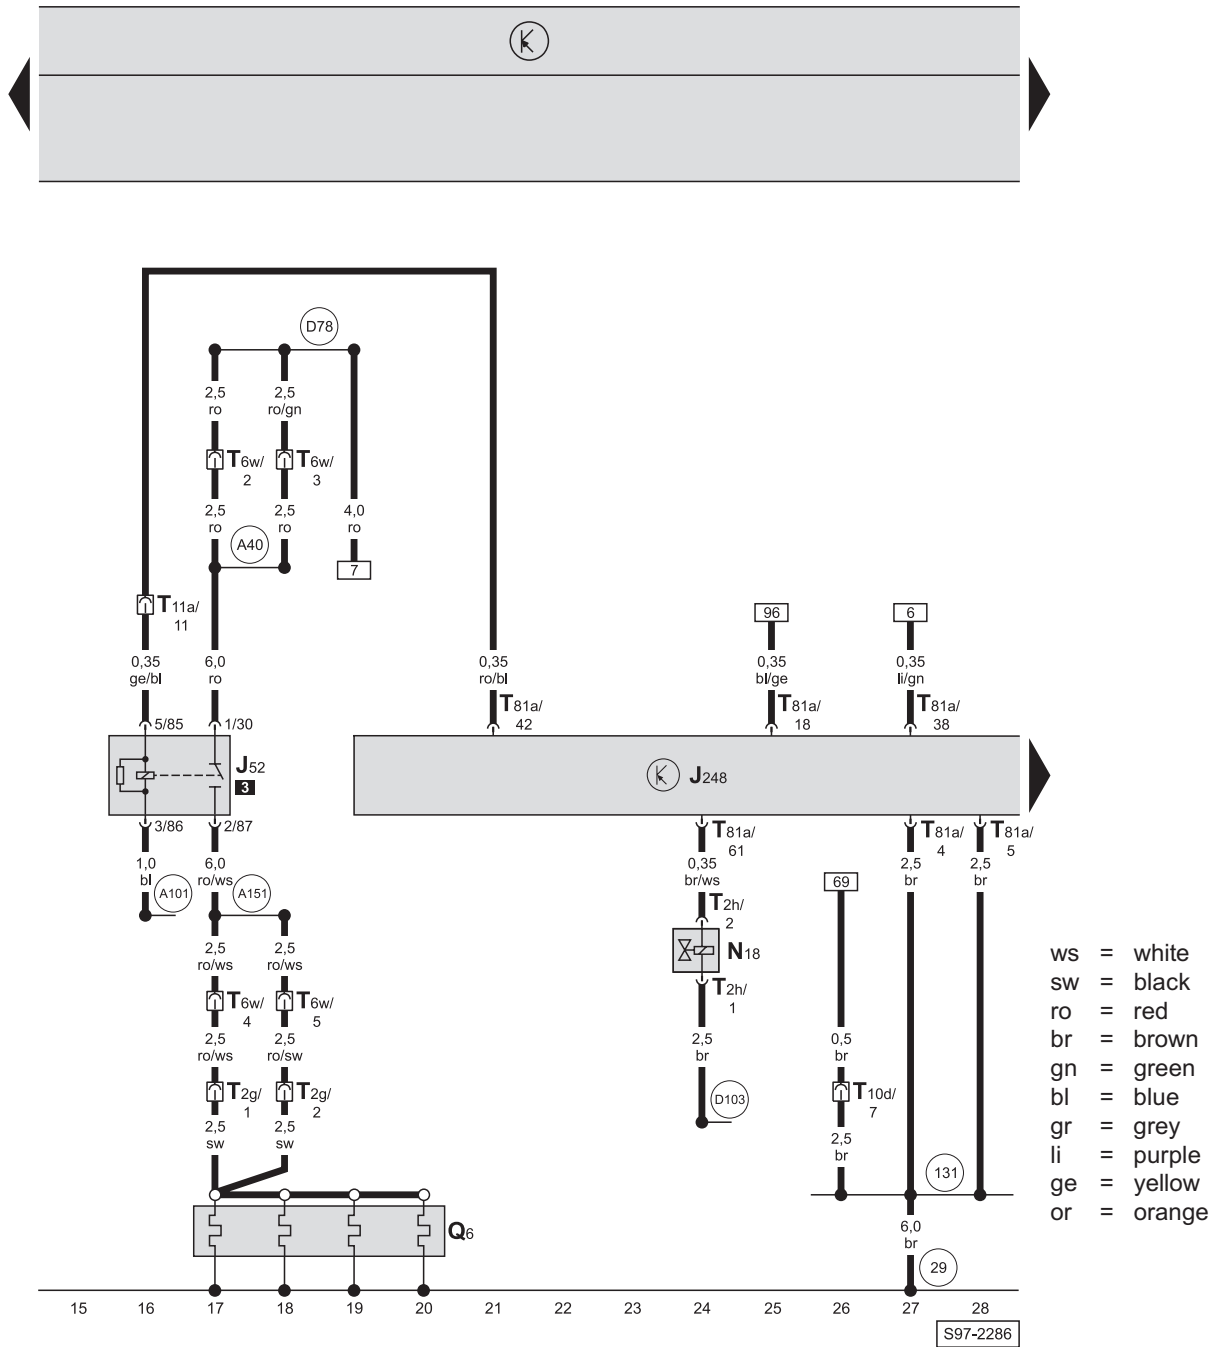 D78
2,5 2,5
ro ro/gn
T6w/ T6w/
2 3
2,5 2,5 4,0
ro ro ro
A40
7
T11a/
11
96 6
0,35 6,0 0,35 0,35 0,35
ge/bl ro ro/bl bl/ge li/gn
T81a/ T81a/ T81a/
42 18 38
5/85 1/30
J52
3
J248
3/86 2/87
T81a/ T81a/ T81a/
61 4 5
1,0 6,0 0,35 2,5 2,5
bl ro/ws br/ws br br
69
A101 A151
T2h/
2
2,5 2,5
ro/ws ro/ws
N18
T6w/ T6w/
4 5
T2h/
1
2,5 2,5 2,5 0,5
ro/ws ro/sw br br
T2g/ T2g/
1 2
D103
T10d/
7
2,5 2,5 2,5
sw sw br
131
Q6
6,0
br
29
15 16 17 18 19 20 21 22 23 24 25 26 27 28
S97-2286
ws = white
sw = black
ro = red
br = brown
gn = green
bl = blue
gr = grey
li = purple
ge = yellow
or = orange